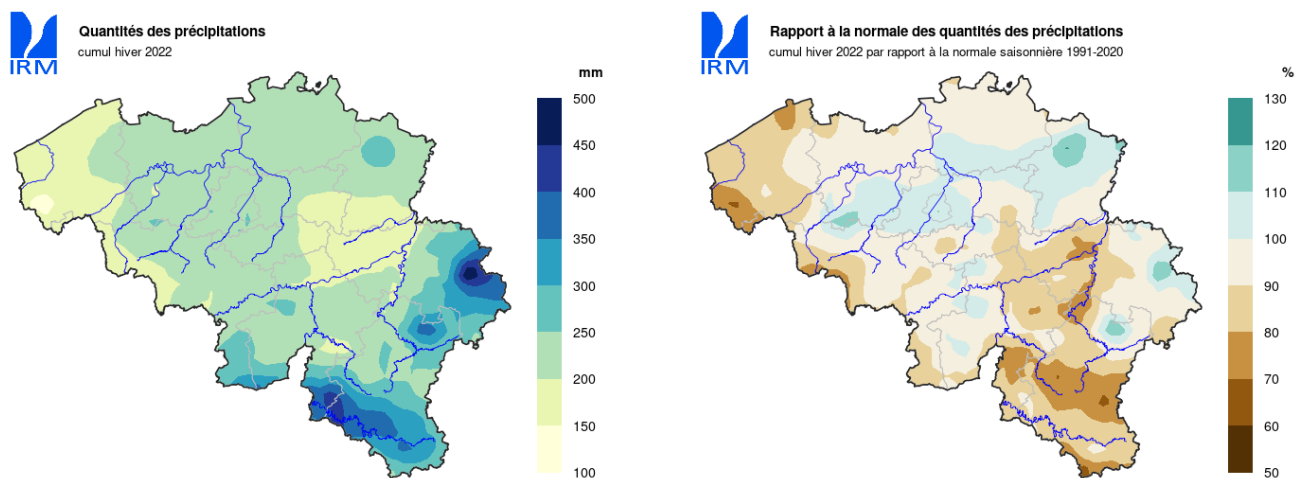 IRM
Quantités des précipitations
cumul hiver 2022
mm
500
450
400
350
300
250
200
150
100
IRM
Rapport à la normale des quantités des précipitations
cumul hiver 2022 par rapport à la normale saisonnière 1991-2020
%
130
120
110
100
90
80
70
60
50